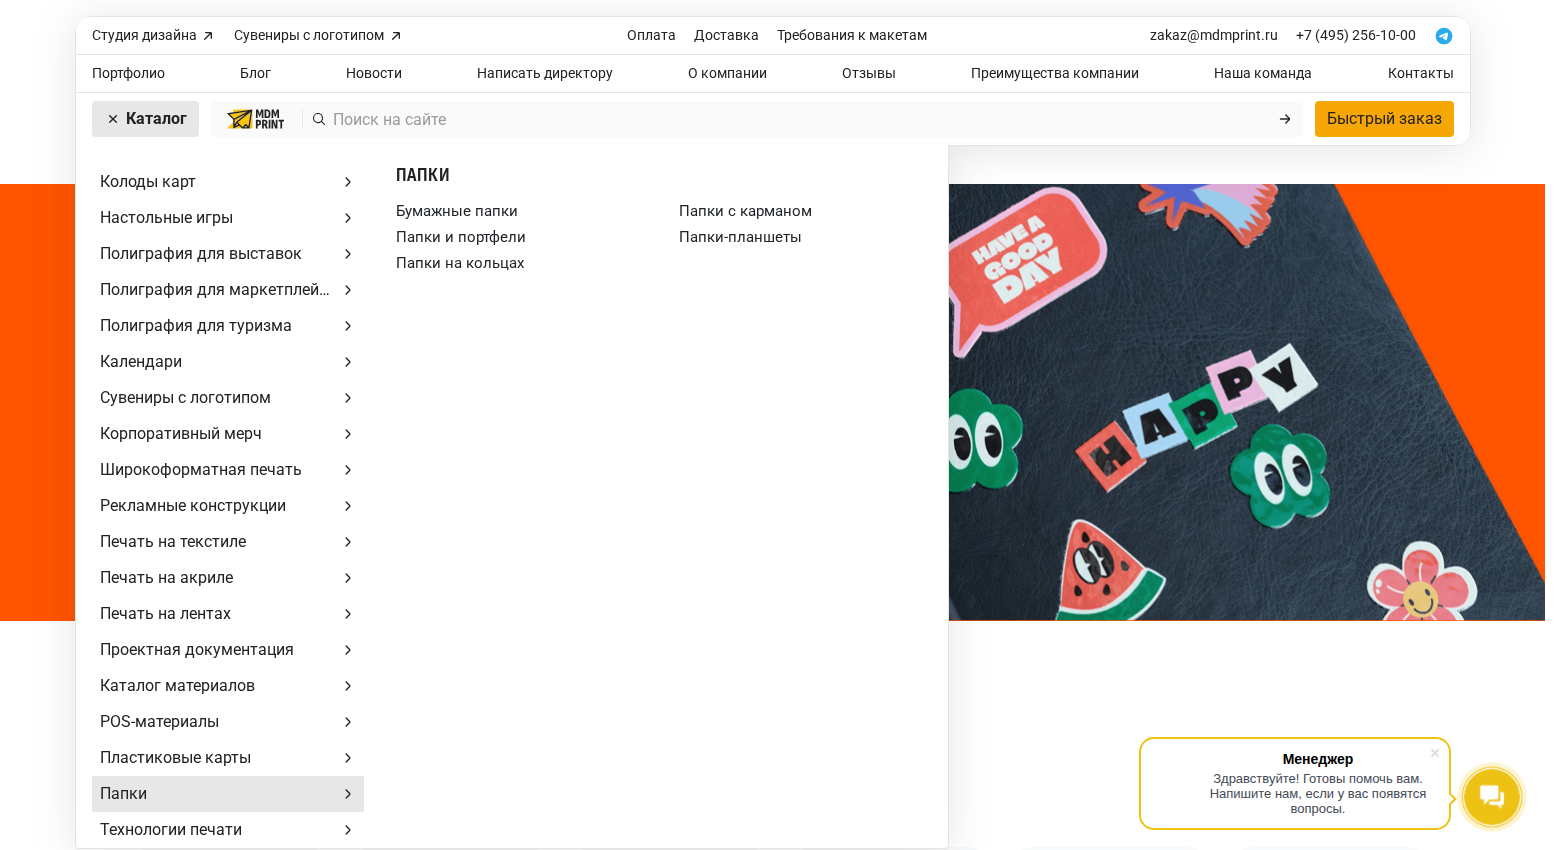 Студия дизайна
Сувениры с логотипом
Оплата
Доставка
Требования к макетам
zakaz@mdmprint.ru
+7 (495) 256-10-00
Портфолио
Блог
Новости
Написать директору
О компании
Отзывы
Преимущества компании
Наша команда
Контакты
Каталог
MDM
PRINT
Поиск на сайте
Быстрый заказ
Колоды карт
Настольные игры
Полиграфия для выставок
Полиграфия для маркетплей...
Полиграфия для туризма
Календари
Сувениры с логотипом
Корпоративный мерч
Широкоформатная печать
Рекламные конструкции
Печать на текстиле
Печать на акриле
Печать на лентах
Проектная документация
Каталог материалов
POS-материалы
Пластиковые карты
Папки
Технологии печати
ПАПКИ
Бумажные папки
Папки и портфели
Папки на кольцах
Папки с карманом
Папки-планшеты
HAVE A
GOOD
DAY
HAPPY
Менеджер
Здравствуйте! Готовы помочь вам.
Напишите нам, если у вас появятся
вопросы.